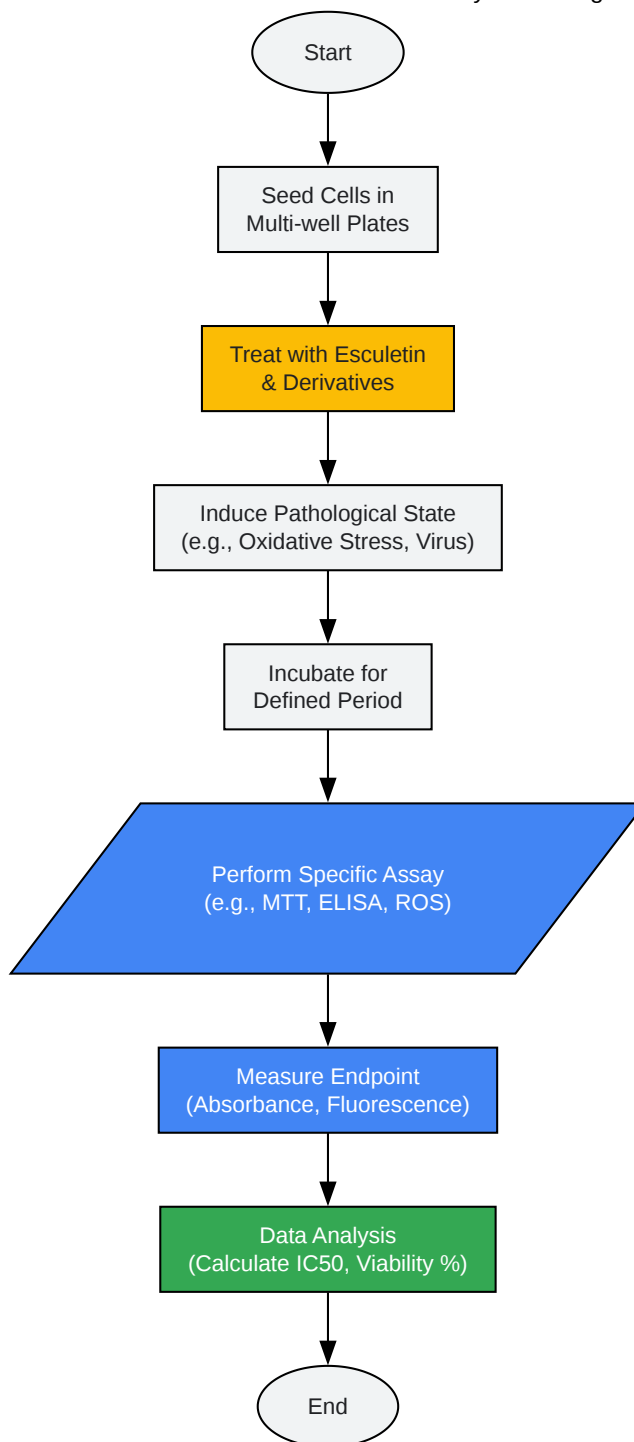 Start
Seed Cells in
Multi-well Plates
Treat with Esculetin
& Derivatives
Induce Pathological State
(e.g., Oxidative Stress, Virus)
Incubate for
Defined Period
Perform Specific Assay
(e.g., MTT, ELISA, ROS)
Measure Endpoint
(Absorbance, Fluorescence)
Data Analysis
(Calculate IC50, Viability %)
End